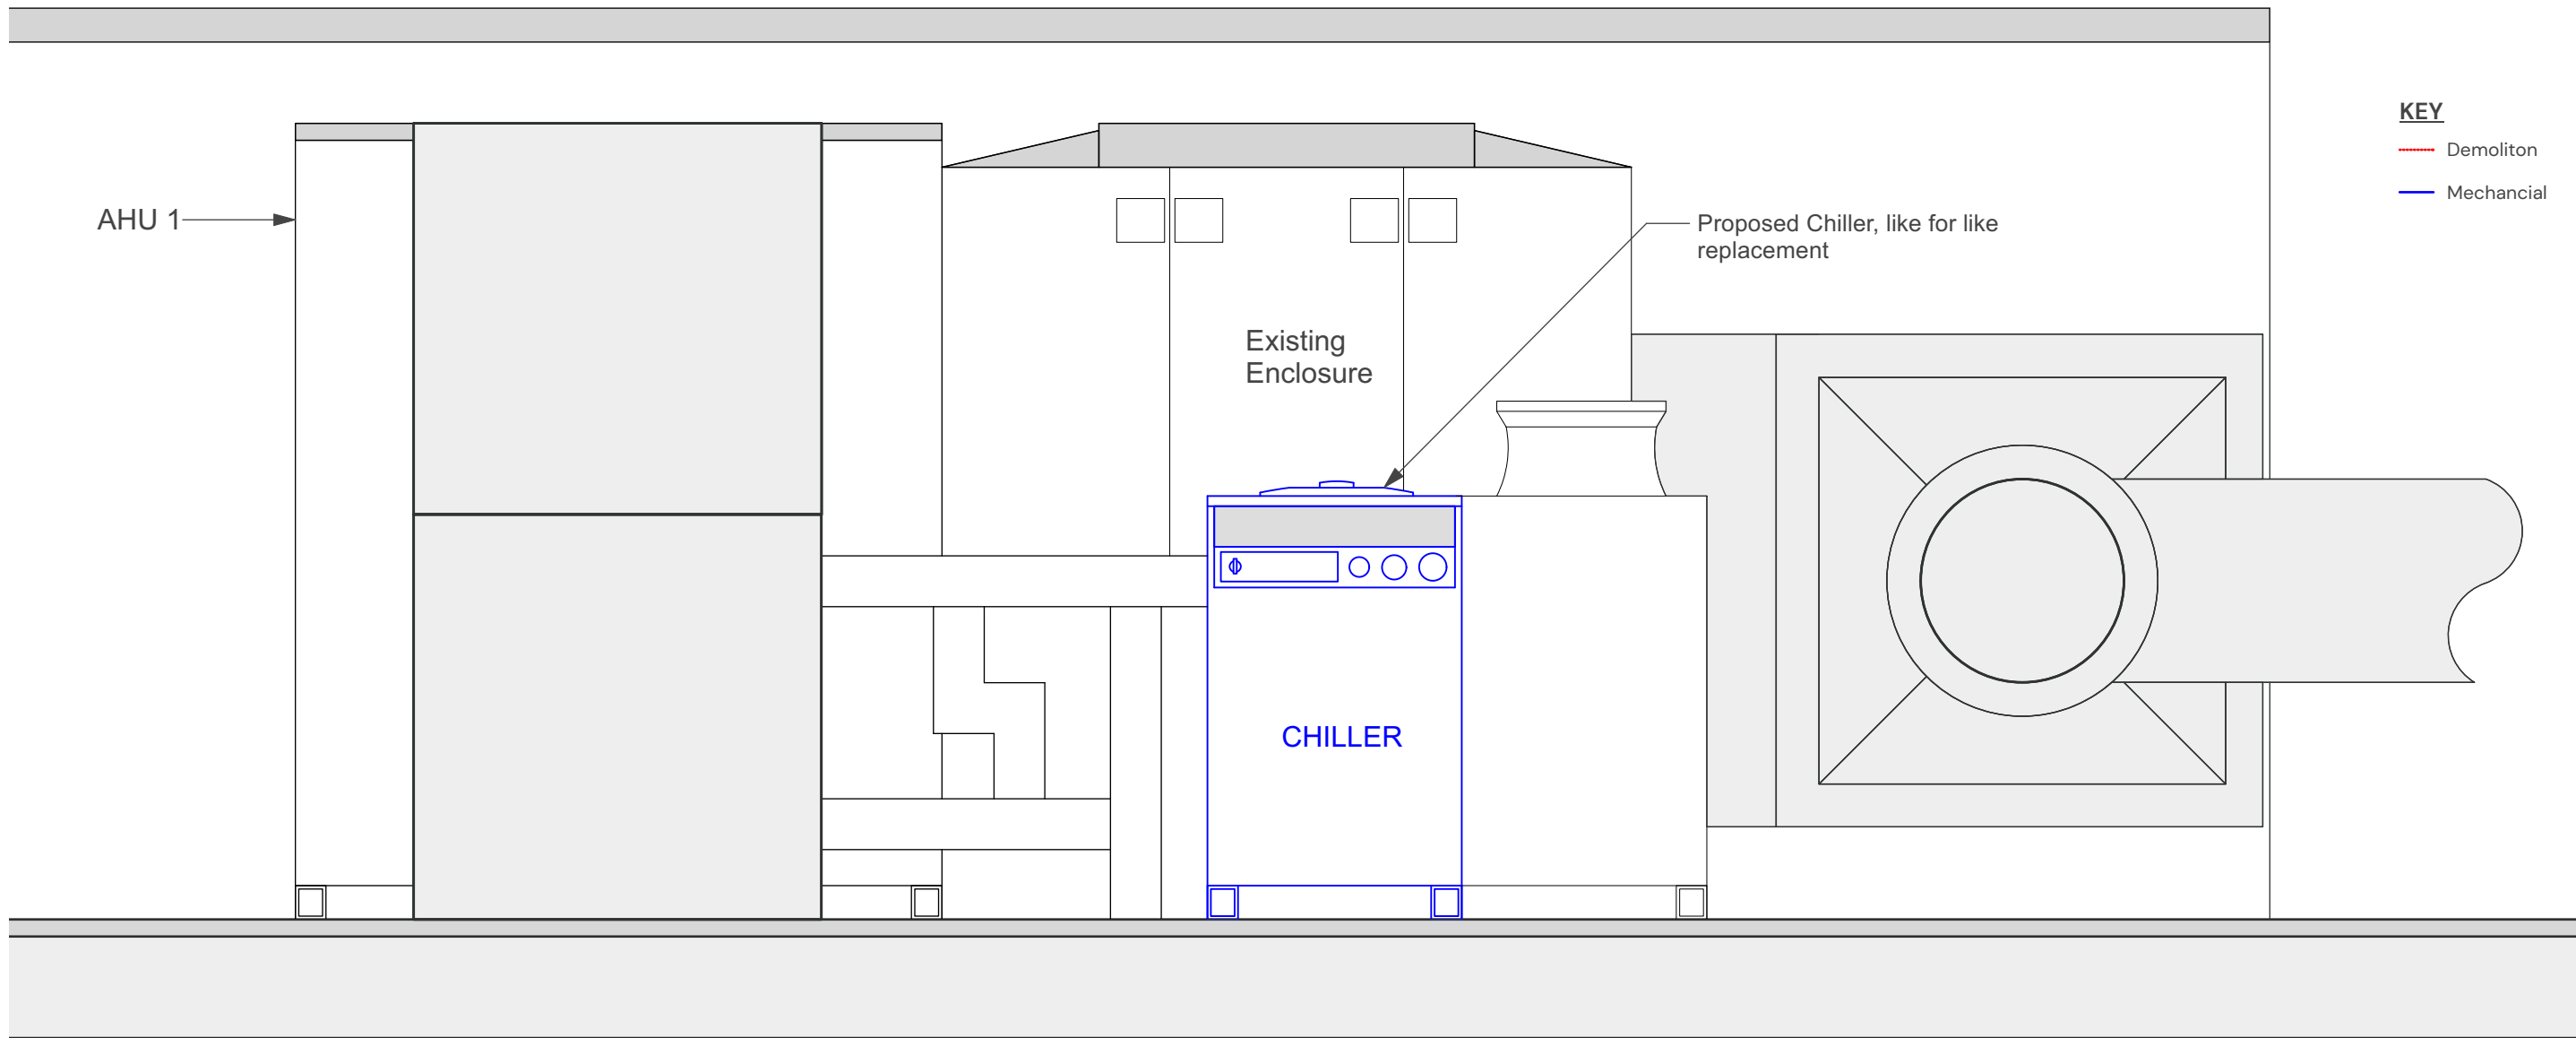 KEY
Demoliton
Mechancial
AHU 1
Proposed Chiller, like for like
replacement
Existing
Enclosure
CHILLER